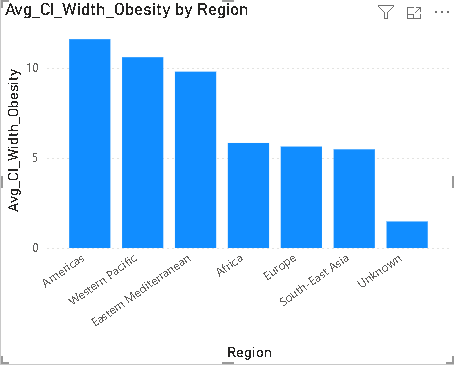 Avg_CI_Width_Obesity by Region
Avg_CI_Width_Obesity
10
5
0
Americas
Western Pacific
Eastern Mediterranean
Africa
Europe
South-East Asia
Unknown
Region